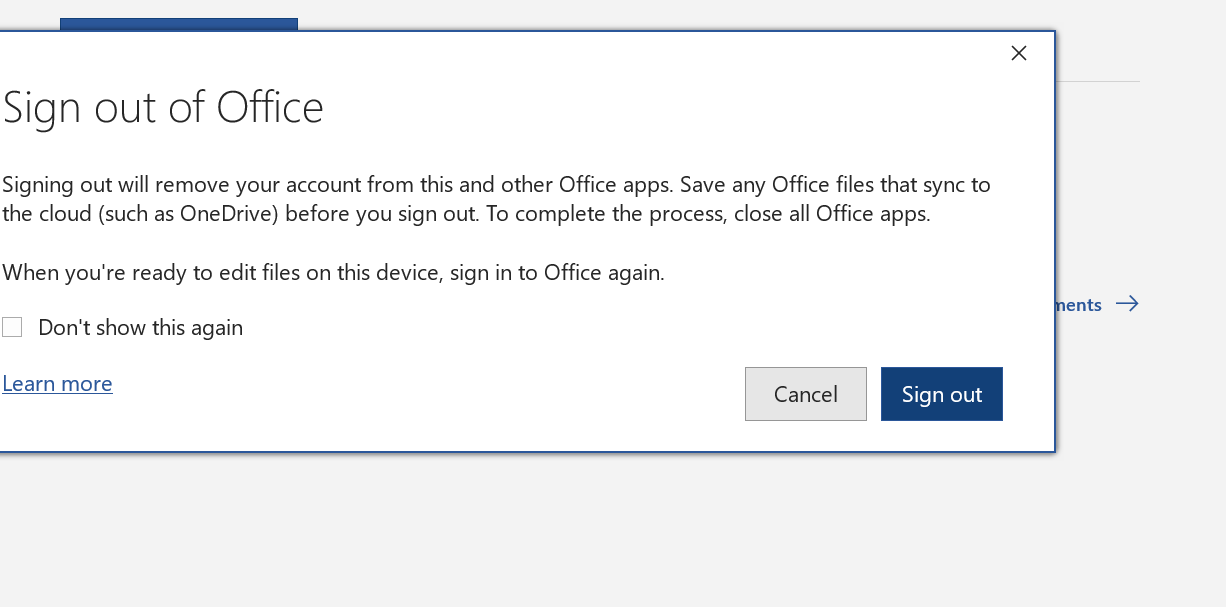 Sign out of Office
Signing out will remove your account from this and other Office apps. Save any Office files that sync to
the cloud (such as OneDrive) before you sign out. To complete the process, close all Office apps.
When you're ready to edit files on this device, sign in to Office again.
Don't show this again
Learn more
Cancel
Sign out